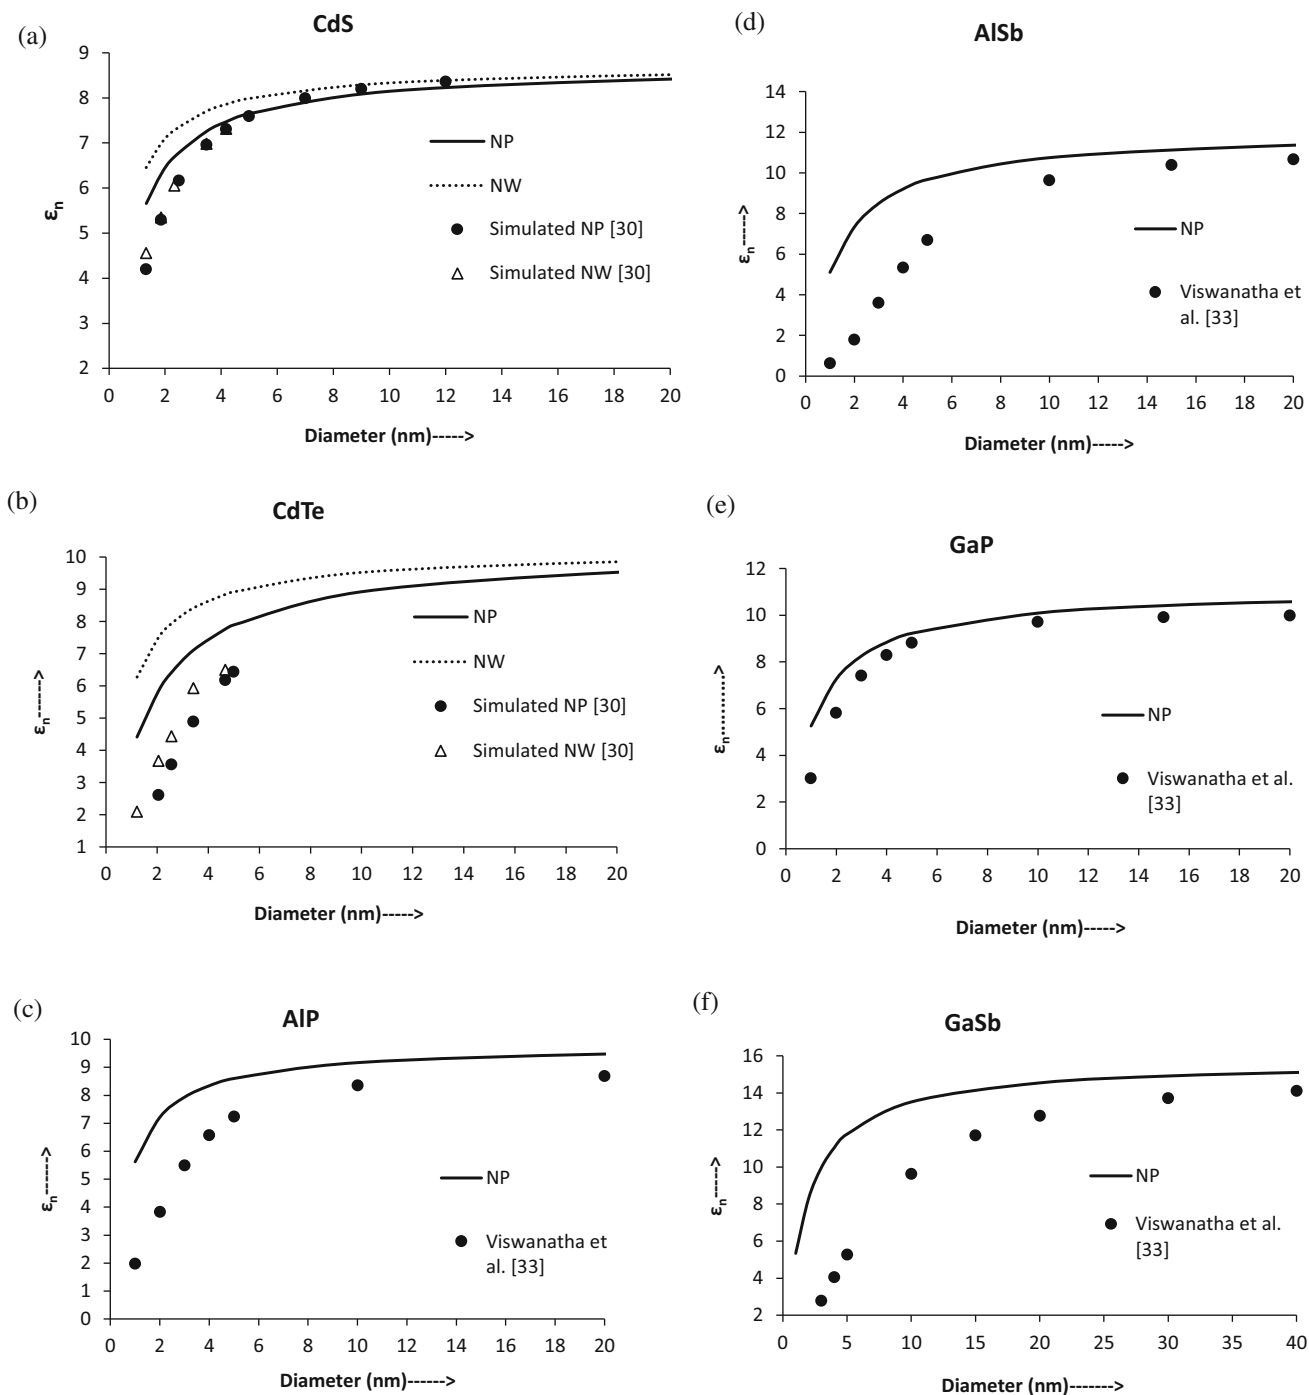 (a)
CdS
9
8
7
6
5
4
3
2
εn
0 2 4 6 8 10 12 14 16 18 20
Diameter (nm)----->
NP
NW
Simulated NP [30]
Simulated NW [30]
(b)
CdTe
10
9
8
7
6
5
4
3
2
1
εn------>
0 2 4 6 8 10 12 14 16 18 20
Diameter (nm)----->
NP
NW
Simulated NP [30]
Simulated NW [30]
(c)
AlP
10
9
8
7
6
5
4
3
2
1
0
εn------>
0 2 4 6 8 10 12 14 16 18 20
Diameter (nm)------>
NP
Viswanatha et
al. [33]
(d)
AlSb
14
12
10
8
6
4
2
0
εn----->
0 2 4 6 8 10 12 14 16 18 20
Diameter (nm)----->
NP
Viswanatha et
al. [33]
(e)
GaP
12
10
8
6
4
2
0
εn..........>
0 2 4 6 8 10 12 14 16 18 20
Diameter (nm)----->
NP
Viswanatha et al.
[33]
(f)
GaSb
16
14
12
10
8
6
4
2
εn----->
0 5 10 15 20 25 30 35 40
Diameter (nm)------->
NP
Viswanatha et al.
[33]